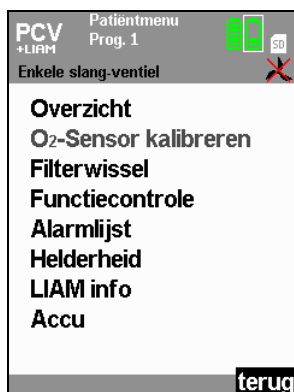 PCV
+LIAM
Patiëntmenu
Prog. 1
SD
Enkele slang-ventiel
Overzicht
O₂-Sensor kalibreren
Filterwissel
Functiecontrole
Alarmlijst
Helderheid
LIAM info
Accu
terug